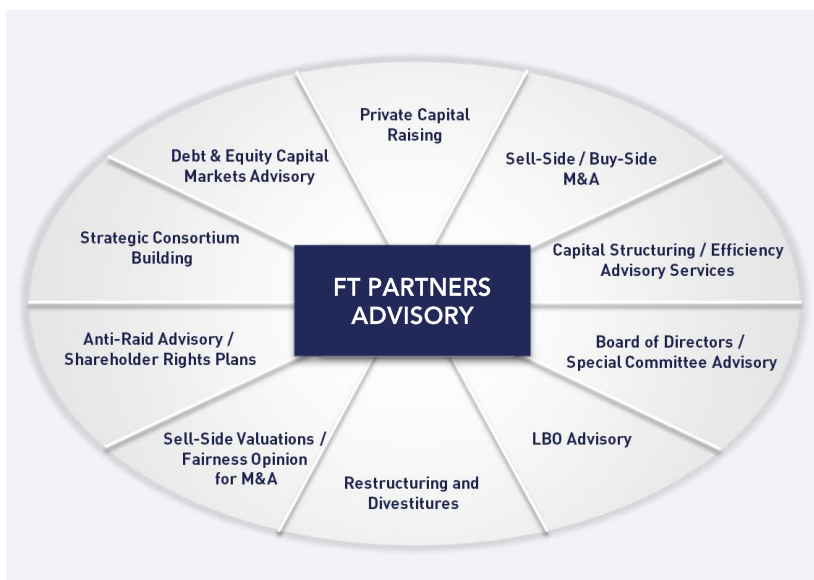 Private Capital
Raising
Sell-Side / Buy-Side
M&A
Capital Structuring / Efficiency
Advisory Services
Board of Directors /
Special Committee Advisory
LBO Advisory
Restructuring and
Divestitures
Sell-Side Valuations /
Fairness Opinion
for M&A
Anti-Raid Advisory /
Shareholder Rights Plans
Strategic Consortium
Building
Debt & Equity Capital
Markets Advisory
FT PARTNERS
ADVISORY